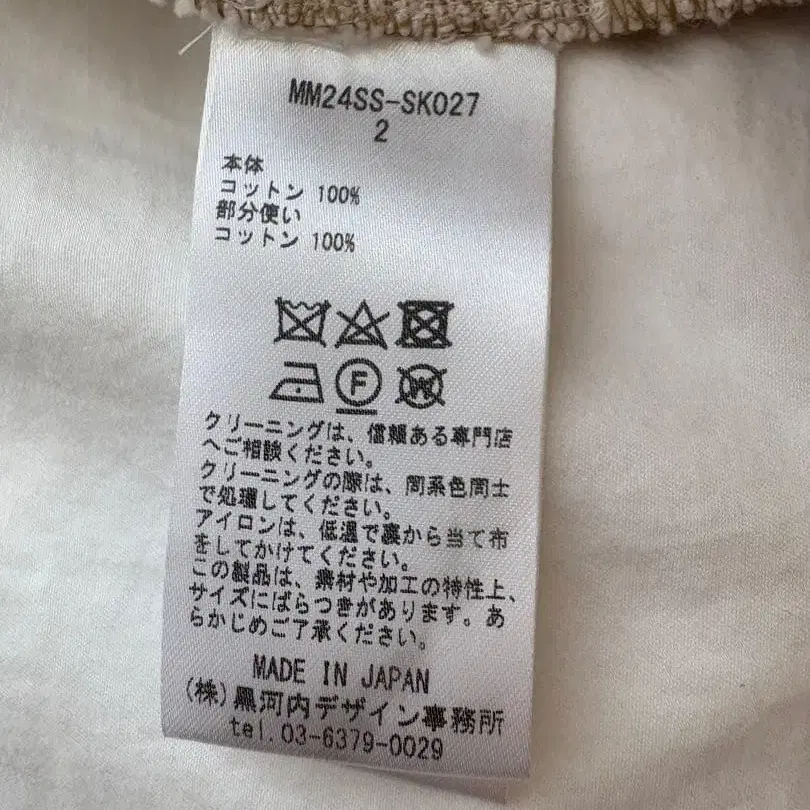 MM24SS-SK027
2
本体
コットン 100%
部分使い
コットン 100%
F
W
クリーニングは、信頼ある専門店
へご相談ください。
クリーニングの際は、同系色同士
で処理してください。
アイロンは、低温で裏から当て布
をしてかけてください。
この製品は、素材や加工の特性上、
サイズにばらつきがあります。あ
らかじめご了承ください。
MADE IN JAPAN
(株)黒河内デザイン事務所
tel.03-6379-0029